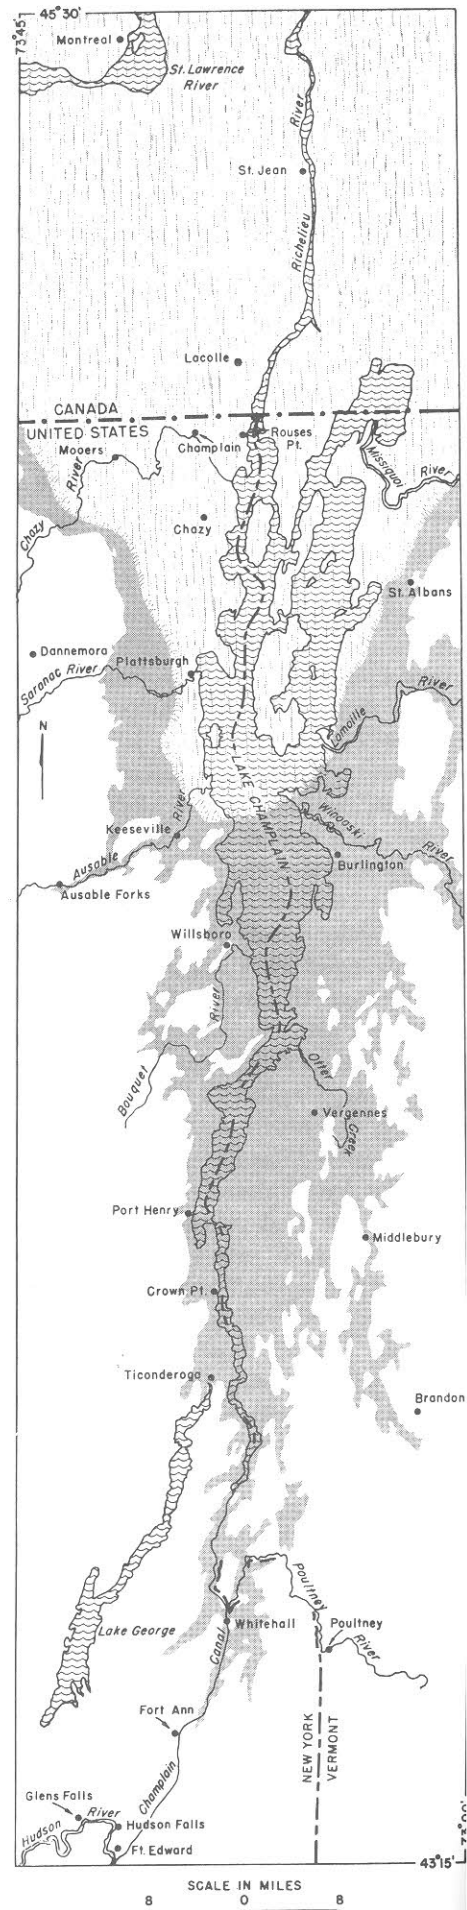 45°30'
73°45'
Montreal
St. Lawrence
River
River
St. Jean
Richelieu
Lacolle
CANADA
UNITED STATES
Rouses
Pt.
Mooers
Champlain
Missiquoi
River
River
Chazy
Chazy
St. Albans
Dannemora
Plattsburgh
Saranac River
River
Lamoille
N
LAKE CHAMPLAIN
River
Winooski
Keeseville
River
Burlington
Ausable
Ausable Forks
Willsboro
River
Otter
Bouquet
Vergennes
Creek
Port Henry
Middlebury
Crown Pt.
Ticonderoga
Brandon
Poultney
Lake George
Canal
Whitehall
Poultney
River
Fort Ann
NEW YORK
VERMONT
Champlain
Glens Falls
River
Hudson
Hudson Falls
Ft. Edward
73°00'
43°15'
SCALE IN MILES
8 0 8